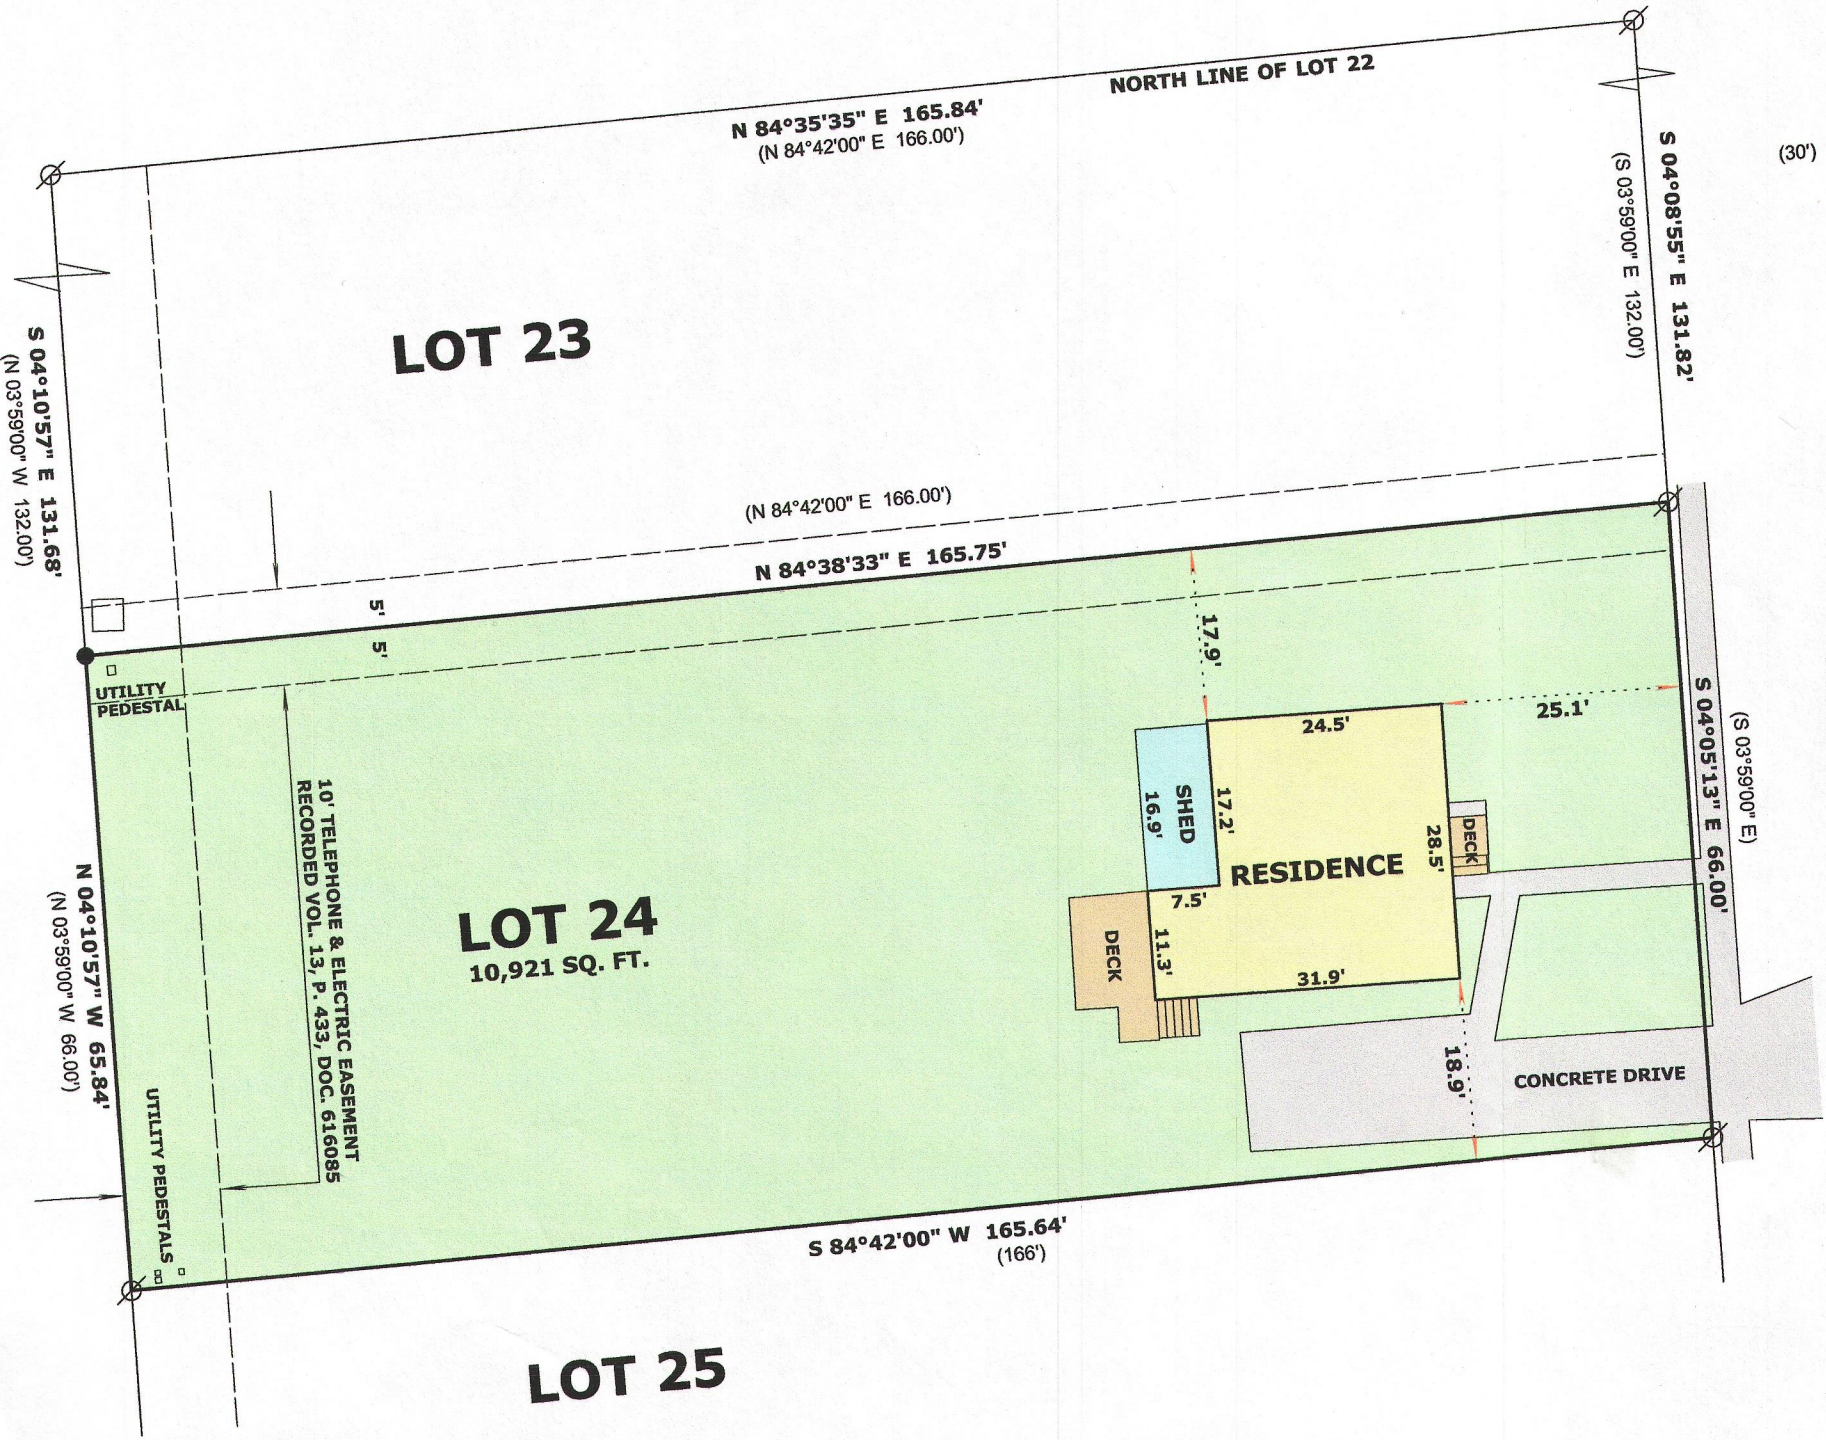 NORTH LINE OF LOT 22
N 84°35'35" E 165.84'
(N 84°42'00" E 166.00')
(30')
S 04°08'55" E 131.82'
(S 03°59'00" E 132.00')
LOT 23
S 04°10'57" E 131.68'
(N 03°59'00" W 132.00')
(N 84°42'00" E 166.00')
N 84°38'33" E 165.75'
5'
5'
UTILITY
PEDESTAL
17.9'
24.5'
25.1'
S 04°05'13" E 66.00'
(S 03°59'00" E)
SHED
16.9'
17.2'
28.5'
DECK
RESIDENCE
7.5'
11.3'
DECK
31.9'
10' TELEPHONE & ELECTRIC EASEMENT
RECORDED VOL. 13, P. 433, DOC. 616085
LOT 24
10,921 SQ. FT.
N 04°10'57" W 65.84'
(N 03°59'00" W 66.00')
18.9'
CONCRETE DRIVE
UTILITY PEDESTALS
S 84°42'00" W 165.64'
(166')
LOT 25